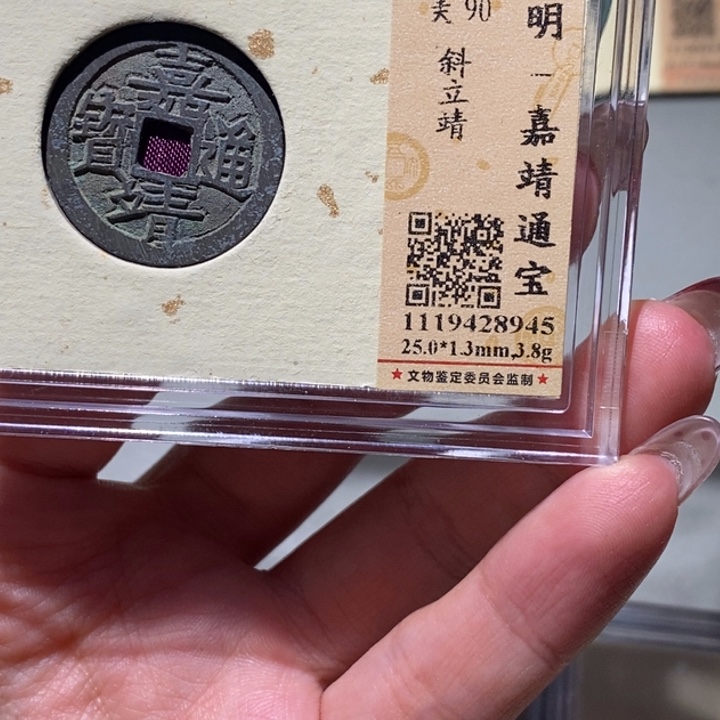 嘉靖通寶
明-嘉靖通宝
美 90
斜立靖
1119428945
25.0*1.3mm,3.8g
★文物鉴定委员会监制★